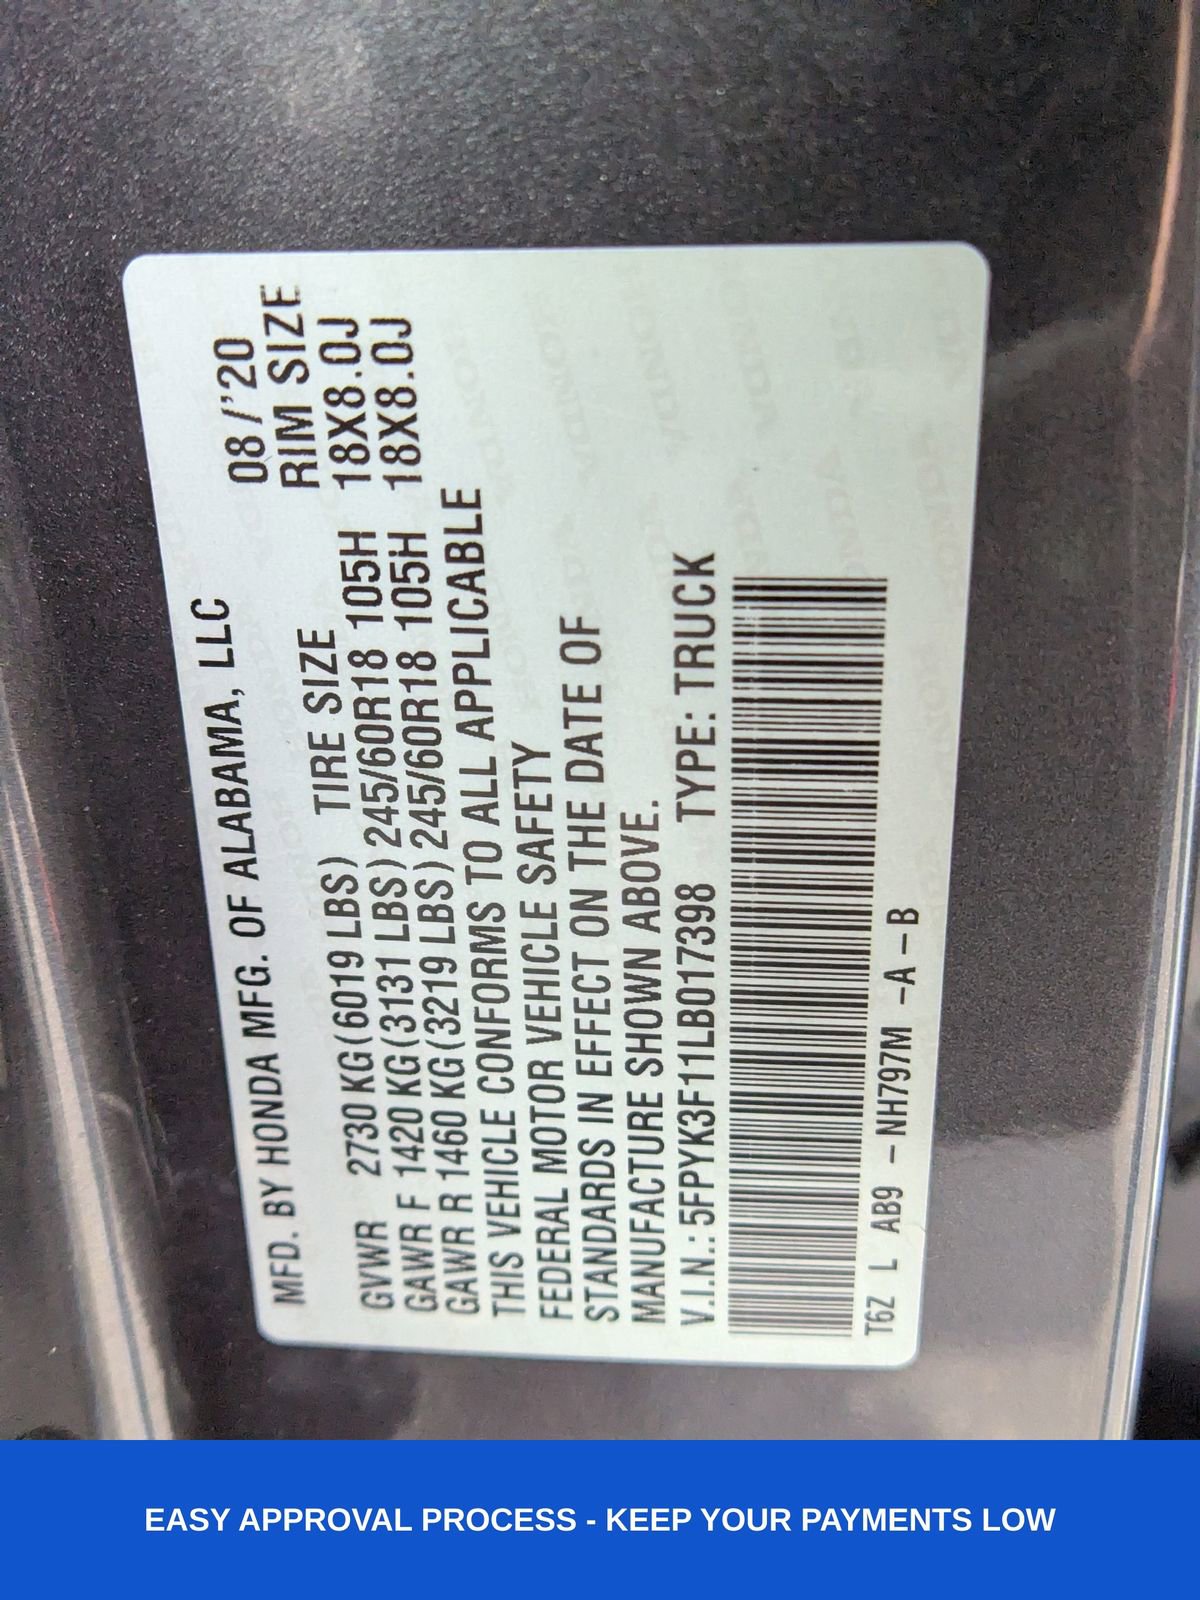 MFD. BY HONDA MFG. OF ALABAMA, LLC
08/'20
GVWR 2730 KG(6019 LBS) TIRE SIZE RIM SIZE
GAWR F 1420 KG(3131 LBS) 245/60R18 105H 18X8.0J
GAWR R 1460 KG(3219 LBS) 245/60R18 105H 18X8.0J
THIS VEHICLE CONFORMS TO ALL APPLICABLE
FEDERAL MOTOR VEHICLE SAFETY
STANDARDS IN EFFECT ON THE DATE OF
MANUFACTURE SHOWN ABOVE.
V.I.N.:5FPYK3F11LB017398 TYPE: TRUCK
T6Z L AB9 -NH797M -A-B
EASY APPROVAL PROCESS - KEEP YOUR PAYMENTS LOW